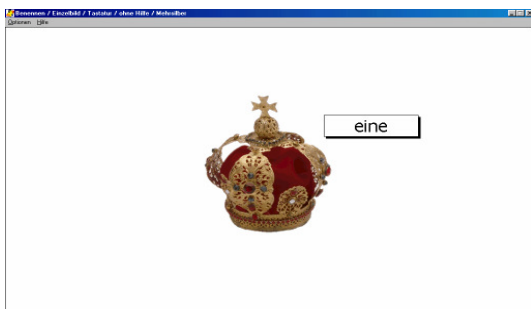 Benennen / Einzelbild / Tastatur / ohne Hilfe / Mehrsilber
Optionen Hilfe
eine